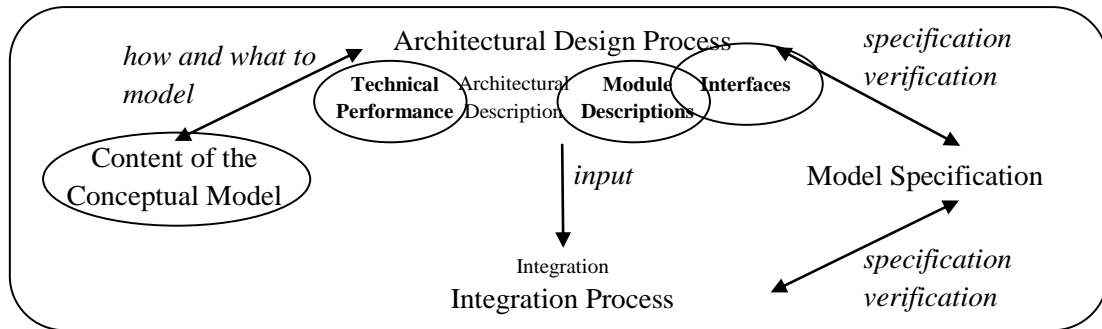 Architectural Design Process
how and what to
model
specification
verification
Technical
Performance
Architectural
Description
Module
Descriptions
Interfaces
Content of the
Conceptual Model
input
Model Specification
Integration
Integration Process
specification
verification